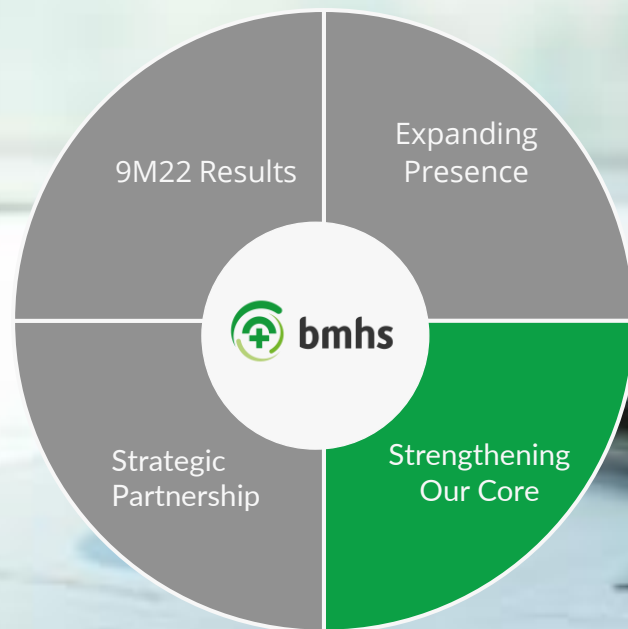 9M22 Results
Expanding
Presence
bmhs
Strategic
Partnership
Strengthening
Our Core